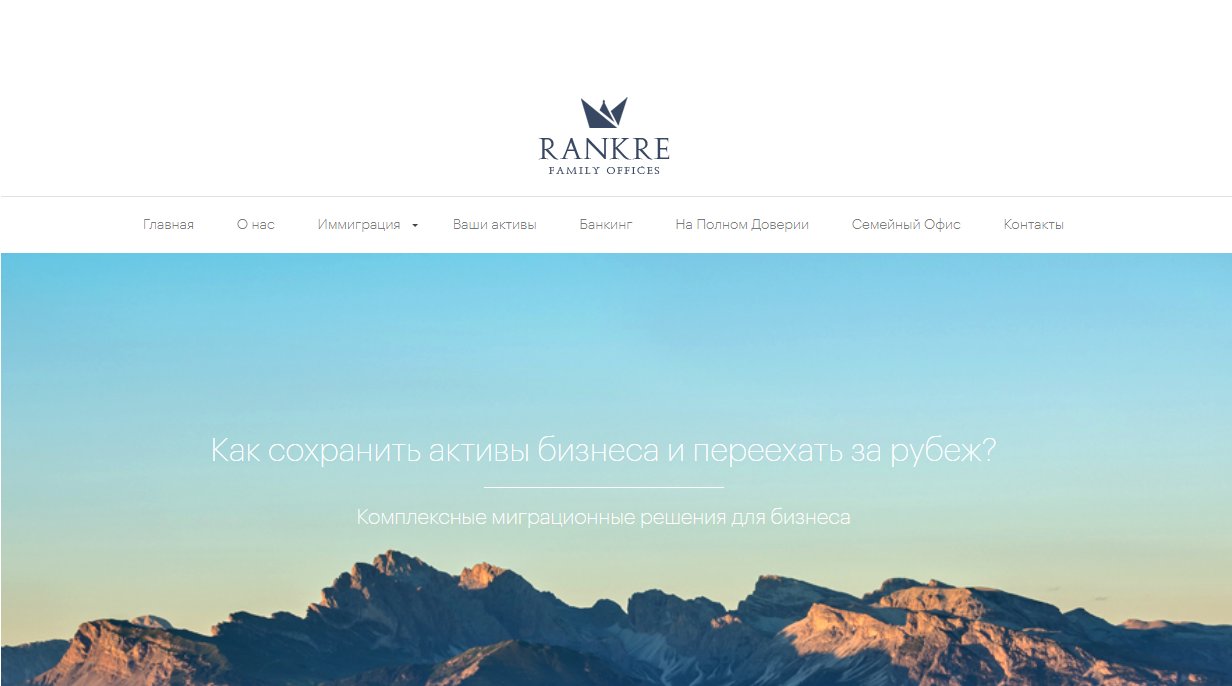 RANKRE
FAMILY OFFICES
Главная О нас Иммиграция Ваши активы Банкинг На Полном Доверии Семейный Офис Контакты
Как сохранить активы бизнеса и переехать за рубеж?
Комплексные миграционные решения для бизнеса